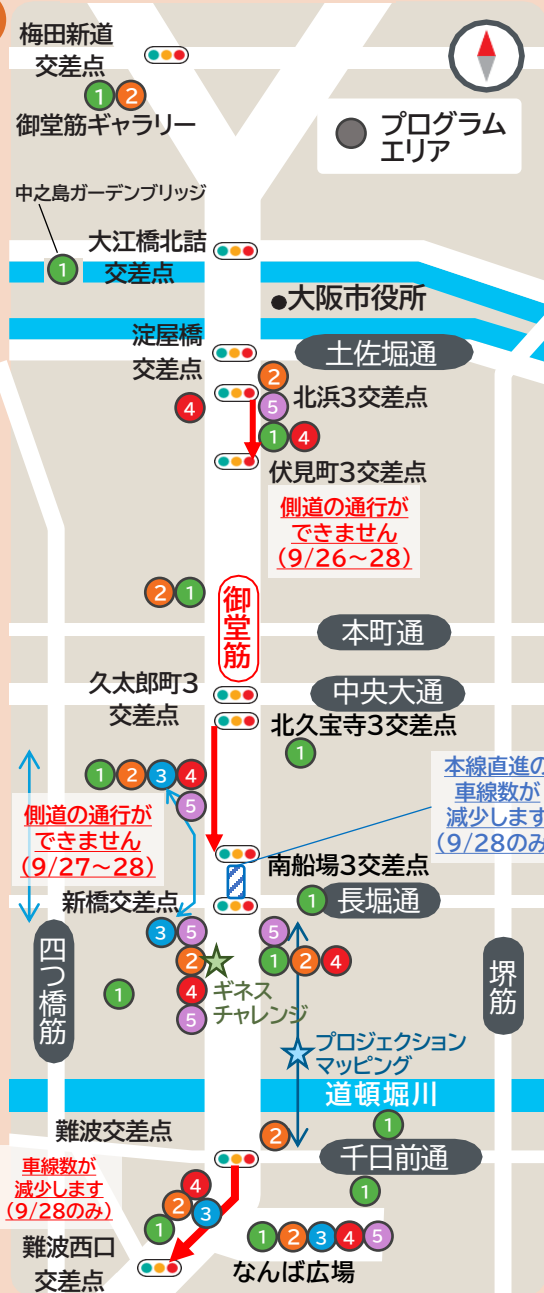 梅田新道
交差点
1 2
御堂筋ギャラリー
プログラム
エリア
中之島ガーデンブリッジ
1
大江橋北詰
交差点
●大阪市役所
淀屋橋
交差点
土佐堀通
2
4
5
北浜3交差点
1 4
伏見町3交差点
側道の通行が
できません
(9/26~28)
2 1
御堂筋
本町通
久太郎町3
交差点
中央大通
北久宝寺3交差点
1
1 2 3 4
5
側道の通行が
できません
(9/27~28)
本線直進の
車線数が
減少します
(9/28のみ)
南船場3交差点
新橋交差点
1
長堀通
四つ橋筋
堺筋
3 5
2
4
5
1
ギネス
チャレンジ
5
1 2 4
プロジェクション
マッピング
道頓堀川
難波交差点
2
1
千日前通
車線数が
減少します
(9/28のみ)
4
2
3
1
1
難波西口
交差点
1 2 3 4 5
なんば広場